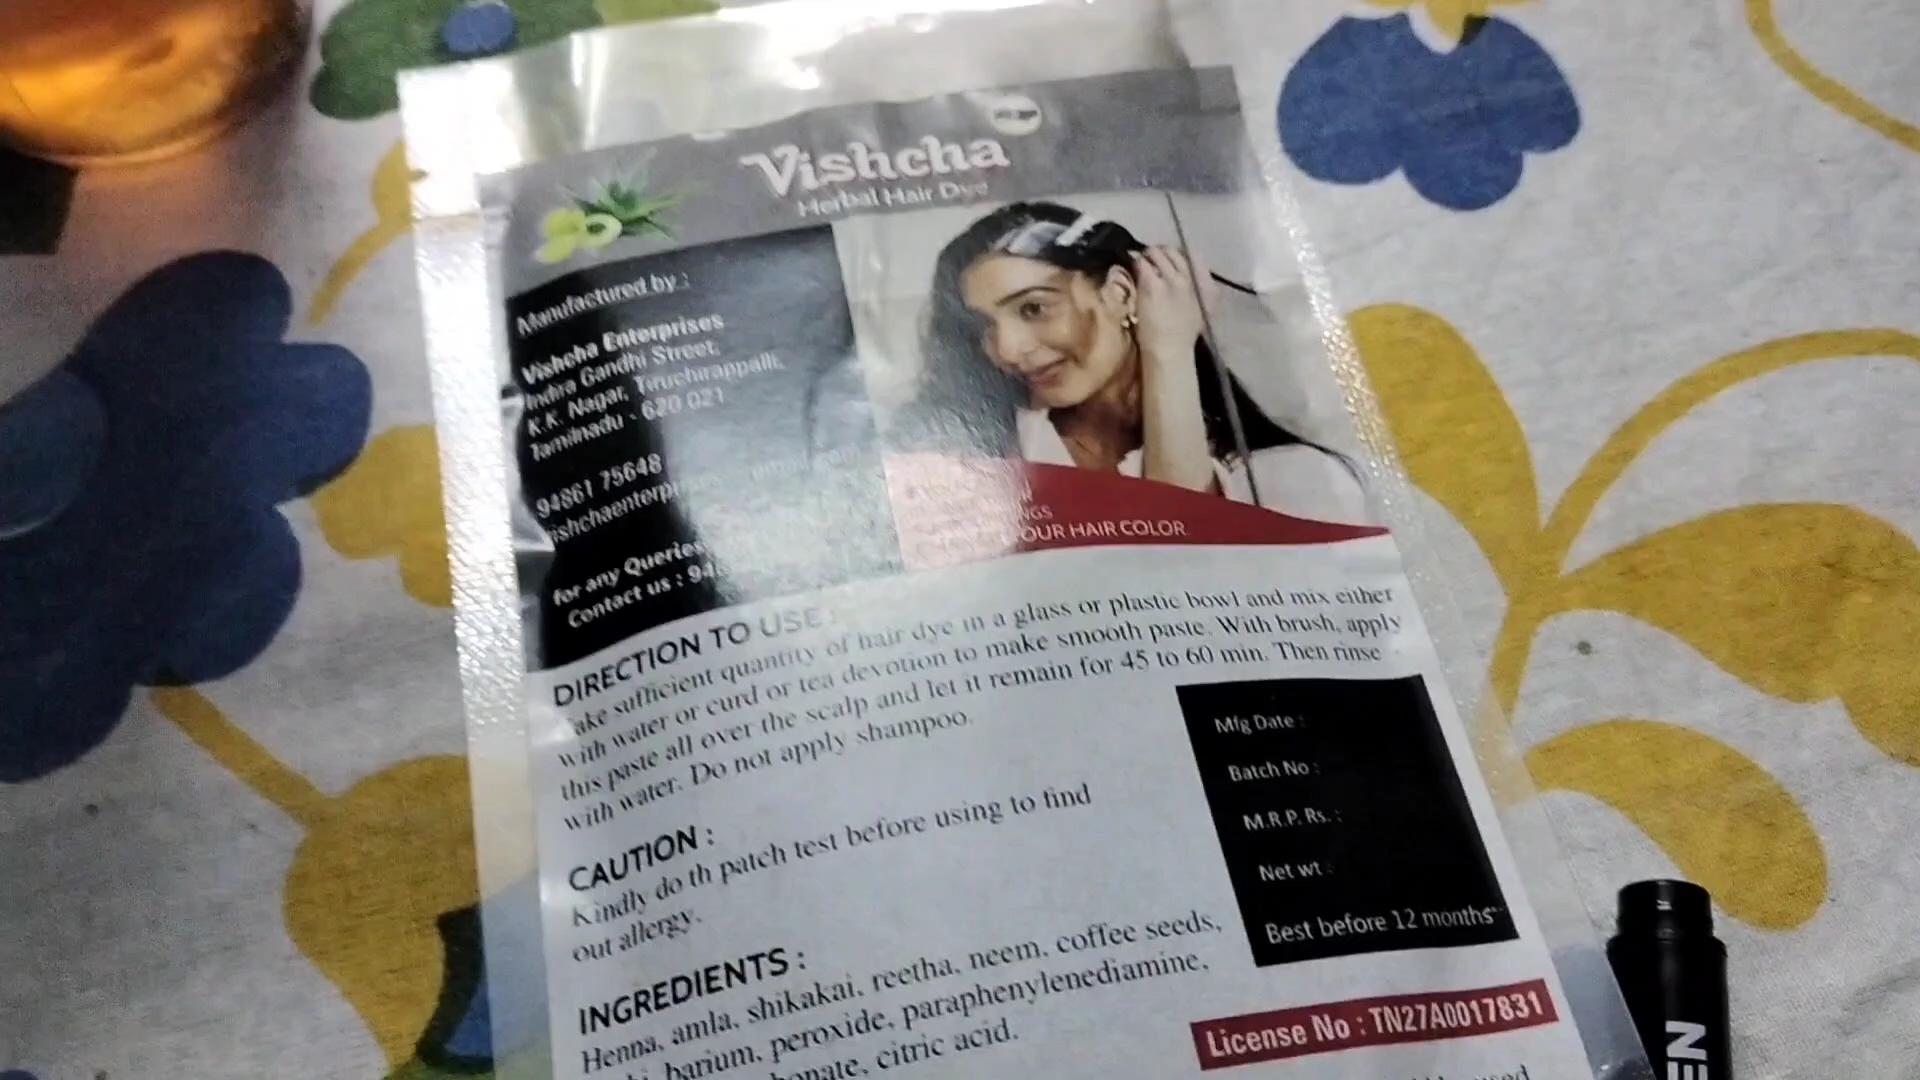 Vishcha
Herbal Hair Dye
Manufactured by :
Vishcha Enterprises
Indira Gandhi Street,
K.K. Nagar, Tiruchirappalli,
Tamilnadu - 620 021
94861 75648
for any Queries
Contact us :
OUR HAIR COLOR
DIRECTION TO USE :
Take sufficient quantity of hair dye in a glass or plastic bowl and mix either
with water or curd or tea devotion to make smooth paste. With brush, apply
this paste all over the scalp and let it remain for 45 to 60 min. Then rinse
with water. Do not apply shampoo.
CAUTION :
Kindly do th patch test before using to find
out allergy.
Mfg Date :
Batch No :
M.R.P. Rs. :
Net wt :
Best before 12 months
INGREDIENTS :
Henna, amla, shikakai, reetha, neem, coffee seeds,
barium, peroxide, paraphenylenediamine,
citric acid.
License No : TN27A0017831
used
EN